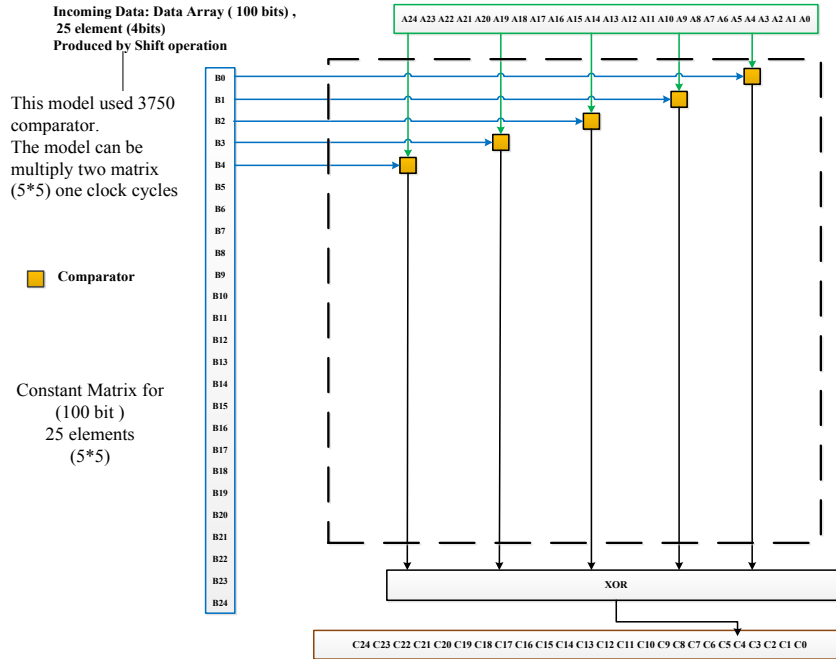 Incoming Data: Data Array ( 100 bits) ,
25 element (4bits)
Produced by Shift operation
A24 A23 A22 A21 A20 A19 A18 A17 A16 A15 A14 A13 A12 A11 A10 A9 A8 A7 A6 A5 A4 A3 A2 A1 A0
This model used 3750
comparator.
The model can be
multiply two matrix
(5*5) one clock cycles
Comparator
Constant Matrix for
(100 bit )
25 elements
(5*5)
B0
B1
B2
B3
B4
B5
B6
B7
B8
B9
B10
B11
B12
B13
B14
B15
B16
B17
B18
B19
B20
B21
B22
B23
B24
XOR
C24 C23 C22 C21 C20 C19 C18 C17 C16 C15 C14 C13 C12 C11 C10 C9 C8 C7 C6 C5 C4 C3 C2 C1 C0